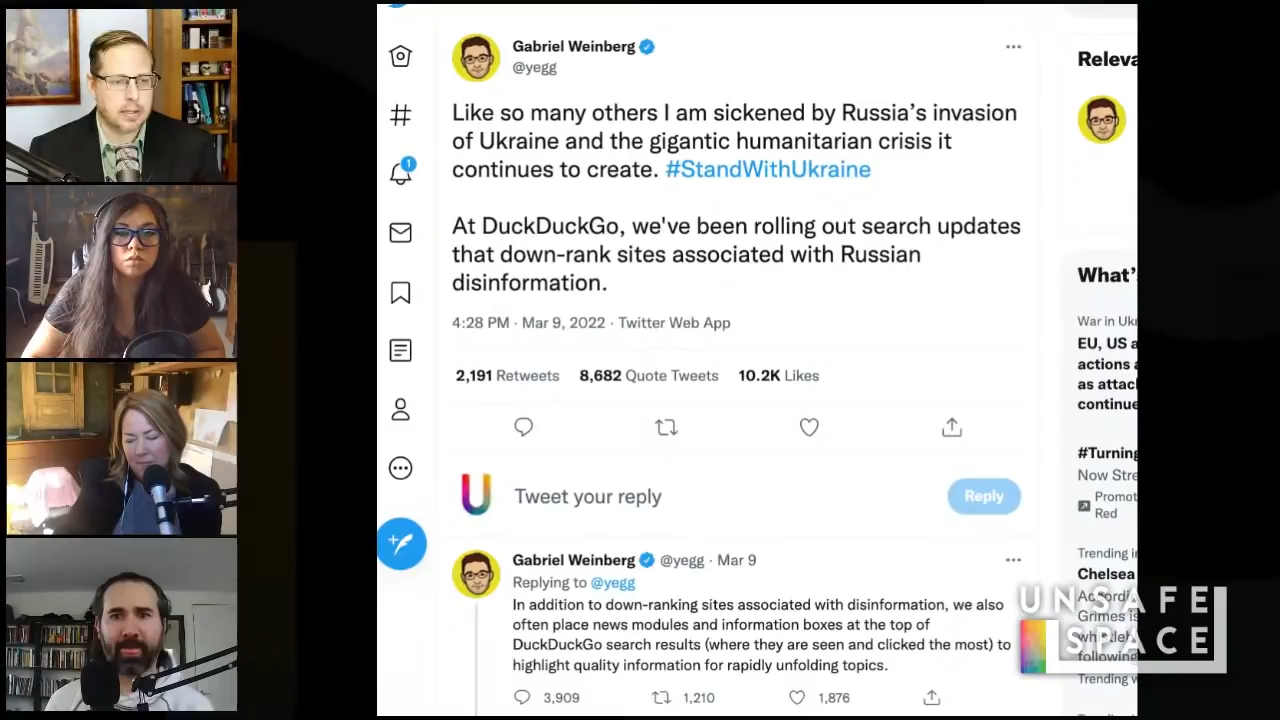 Gabriel Weinberg
@yegg
Like so many others I am sickened by Russia's invasion
of Ukraine and the gigantic humanitarian crisis it
continues to create. #StandWithUkraine
At DuckDuckGo, we've been rolling out search updates
that down-rank sites associated with Russian
disinformation.
4:28 PM · Mar 9, 2022 · Twitter Web App
2,191 Retweets 8,682 Quote Tweets 10.2K Likes
Tweet your reply
Reply
Gabriel Weinberg @yegg · Mar 9
Replying to @yegg
In addition to down-ranking sites associated with disinformation, we also
often place news modules and information boxes at the top of
DuckDuckGo search results (where they are seen and clicked the most) to
highlight quality information for rapidly unfolding topics.
3,909 1,210 1,876
1
Releva
What'
War in Ukr
EU, US a
actions a
as attac
continue
#Turning
Now Stre
Promot
Red
Trending in
Chelsea
Accordi
Grimes is
whistleb
following
Trending w
UNSAFE
SPACE